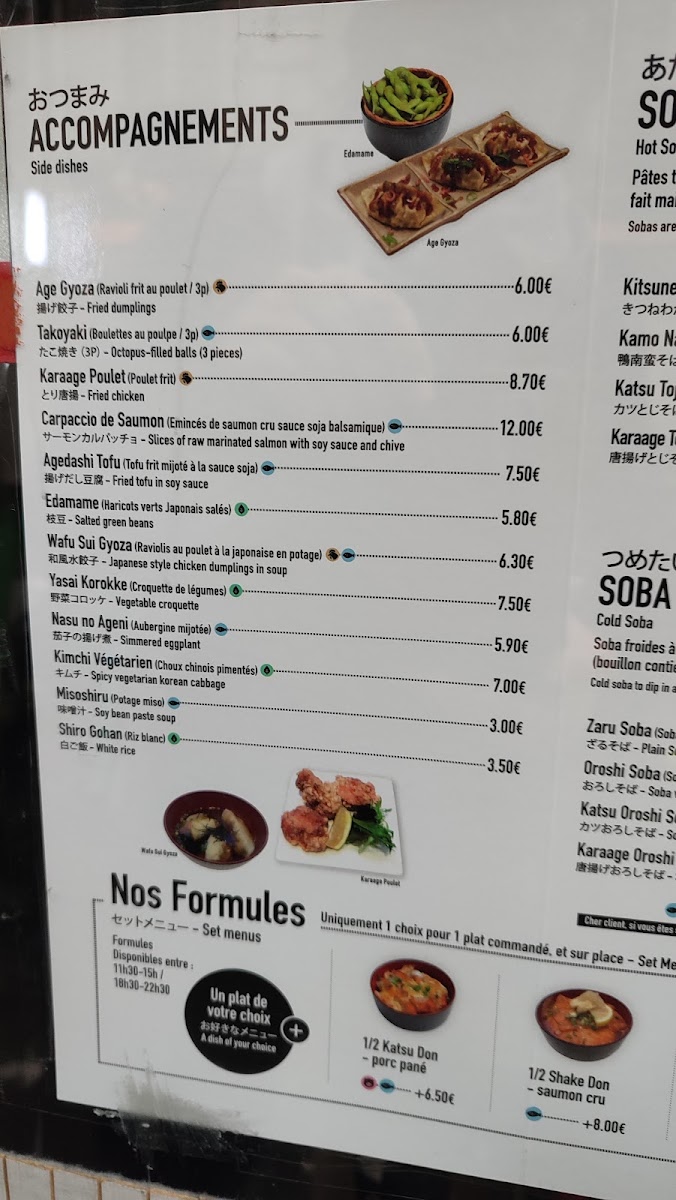 おつまみ
ACCOMPAGNEMENTS
Side dishes
Edamame
Age Gyoza
Age Gyoza (Ravioli frit au poulet / 3p) 6.00€
揚げ餃子 - Fried dumplings
Takoyaki (Boulettes au poulpe / 3p) 6.00€
たこ焼き (3P) - Octopus-filled balls (3 pieces)
Karaage Poulet (Poulet frit) 8.70€
とり唐揚 - Fried chicken
Carpaccio de Saumon (Emincés de saumon cru sauce soja balsamique) 12.00€
サーモンカルパッチョ - Slices of raw marinated salmon with soy sauce and chive
Agedashi Tofu (Tofu frit mijoté à la sauce soja) 7.50€
揚げだし豆腐 - Fried tofu in soy sauce
Edamame (Haricots verts Japonais salés) 5.80€
枝豆 - Salted green beans
Wafu Sui Gyoza (Raviolis au poulet à la japonaise en potage) 6.30€
和風水餃子 - Japanese style chicken dumplings in soup
Yasai Korokke (Croquette de légumes) 7.50€
野菜コロッケ - Vegetable croquette
Nasu no Ageni (Aubergine mijotée) 5.90€
茄子の揚げ煮 - Simmered eggplant
Kimchi Végétarien (Choux chinois pimentés) 7.00€
キムチ - Spicy vegetarian korean cabbage
Misoshiru (Potage miso) 3.00€
味噌汁 - Soy bean paste soup
Shiro Gohan (Riz blanc) 3.50€
白ご飯 - White rice
Wafu Sui Gyoza
Karaage Poulet
Nos Formules
セットメニュー - Set menus
Uniquement 1 choix pour 1 plat commandé, et sur place - Set Me
Formules
Disponibles entre :
11h30-15h /
18h30-22h30
Un plat de
votre choix
お好きなメニュー
A dish of your choice
+
1/2 Katsu Don
- porc pané
+6.50€
1/2 Shake Don
- saumon cru
+8.00€
あた
SO
Hot So
Pâtes t
fait mai
Sobas are
Kitsune
きつねわか
Kamo Na
鴨南蛮そば
Katsu Toj
カツとじそ
Karaage T
唐揚げとじそ
つめたい
SOBA
Cold Soba
Soba froides à
(bouillon contie
Cold soba to dip in a
Zaru Soba (Sob
ざるそば - Plain S
Oroshi Soba (So
おろしそば - Soba
Katsu Oroshi S
カツおろしそば - So
Karaage Oroshi
唐揚げおろしそば -
Cher client, si vous êtes